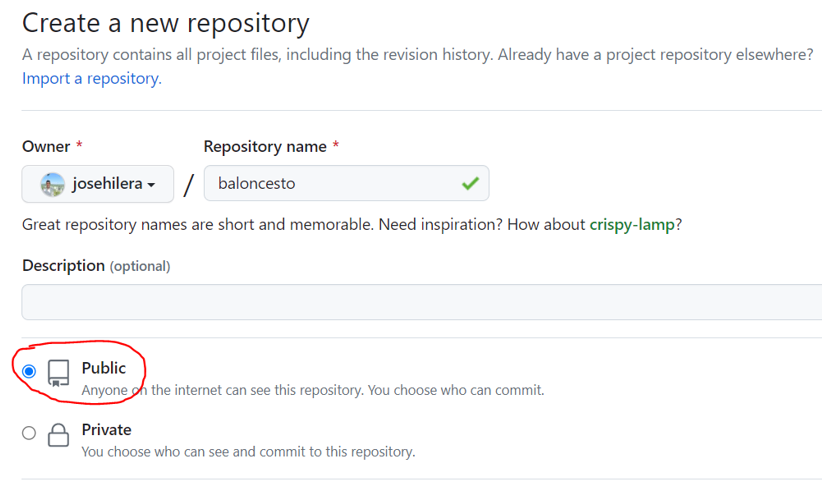 Create a new repository
A repository contains all project files, including the revision history. Already have a project repository elsewhere?
Import a repository.
Owner * Repository name *
josehilera / baloncesto
Great repository names are short and memorable. Need inspiration? How about crispy-lamp?
Description (optional)
Public
Anyone on the internet can see this repository. You choose who can commit.
Private
You choose who can see and commit to this repository.